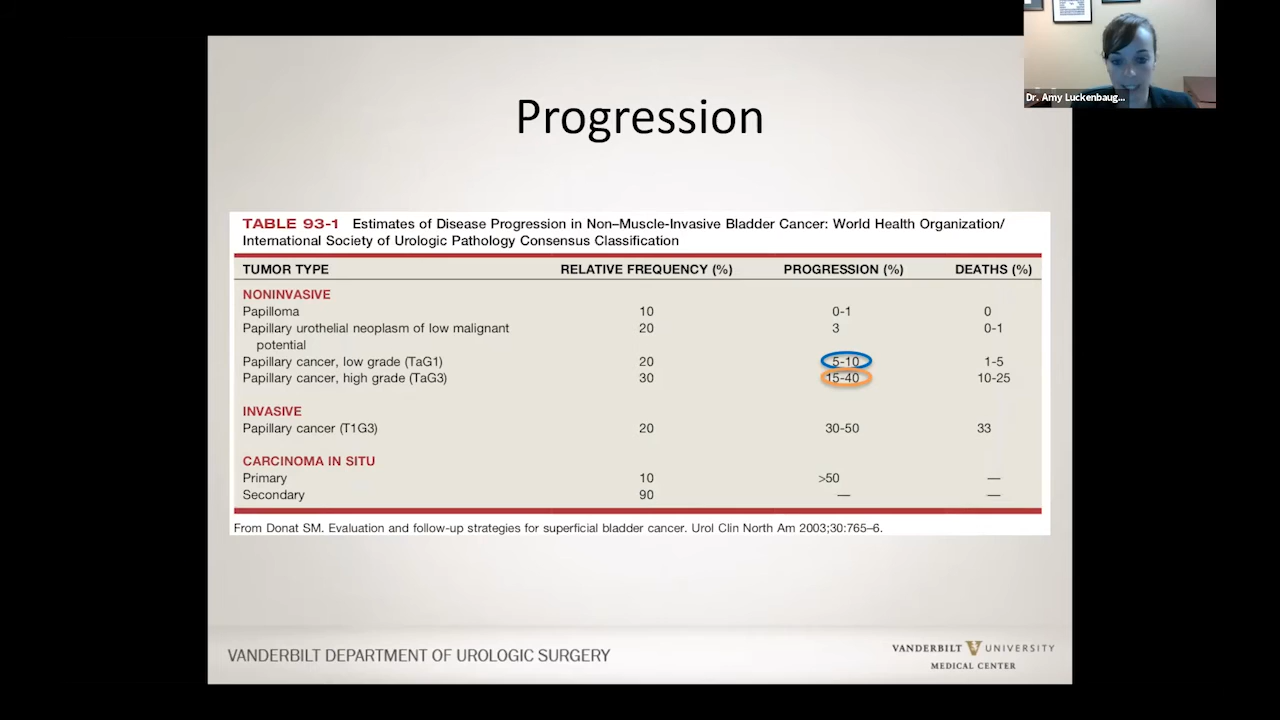 Dr. Amy Luckenbaug...
Progression
TABLE 93-1 Estimates of Disease Progression in Non–Muscle-Invasive Bladder Cancer: World Health Organization/
International Society of Urologic Pathology Consensus Classification
TUMOR TYPE RELATIVE FREQUENCY (%) PROGRESSION (%) DEATHS (%)
NONINVASIVE
Papilloma 10 0-1 0
Papillary urothelial neoplasm of low malignant 20 3 0-1
potential
Papillary cancer, low grade (TaG1) 20 5-10 1-5
Papillary cancer, high grade (TaG3) 30 15-40 10-25
INVASIVE
Papillary cancer (T1G3) 20 30-50 33
CARCINOMA IN SITU
Primary 10 >50 —
Secondary 90 — —
From Donat SM. Evaluation and follow-up strategies for superficial bladder cancer. Urol Clin North Am 2003;30:765–6.
VANDERBILT DEPARTMENT OF UROLOGIC SURGERY
VANDERBILT V UNIVERSITY
MEDICAL CENTER